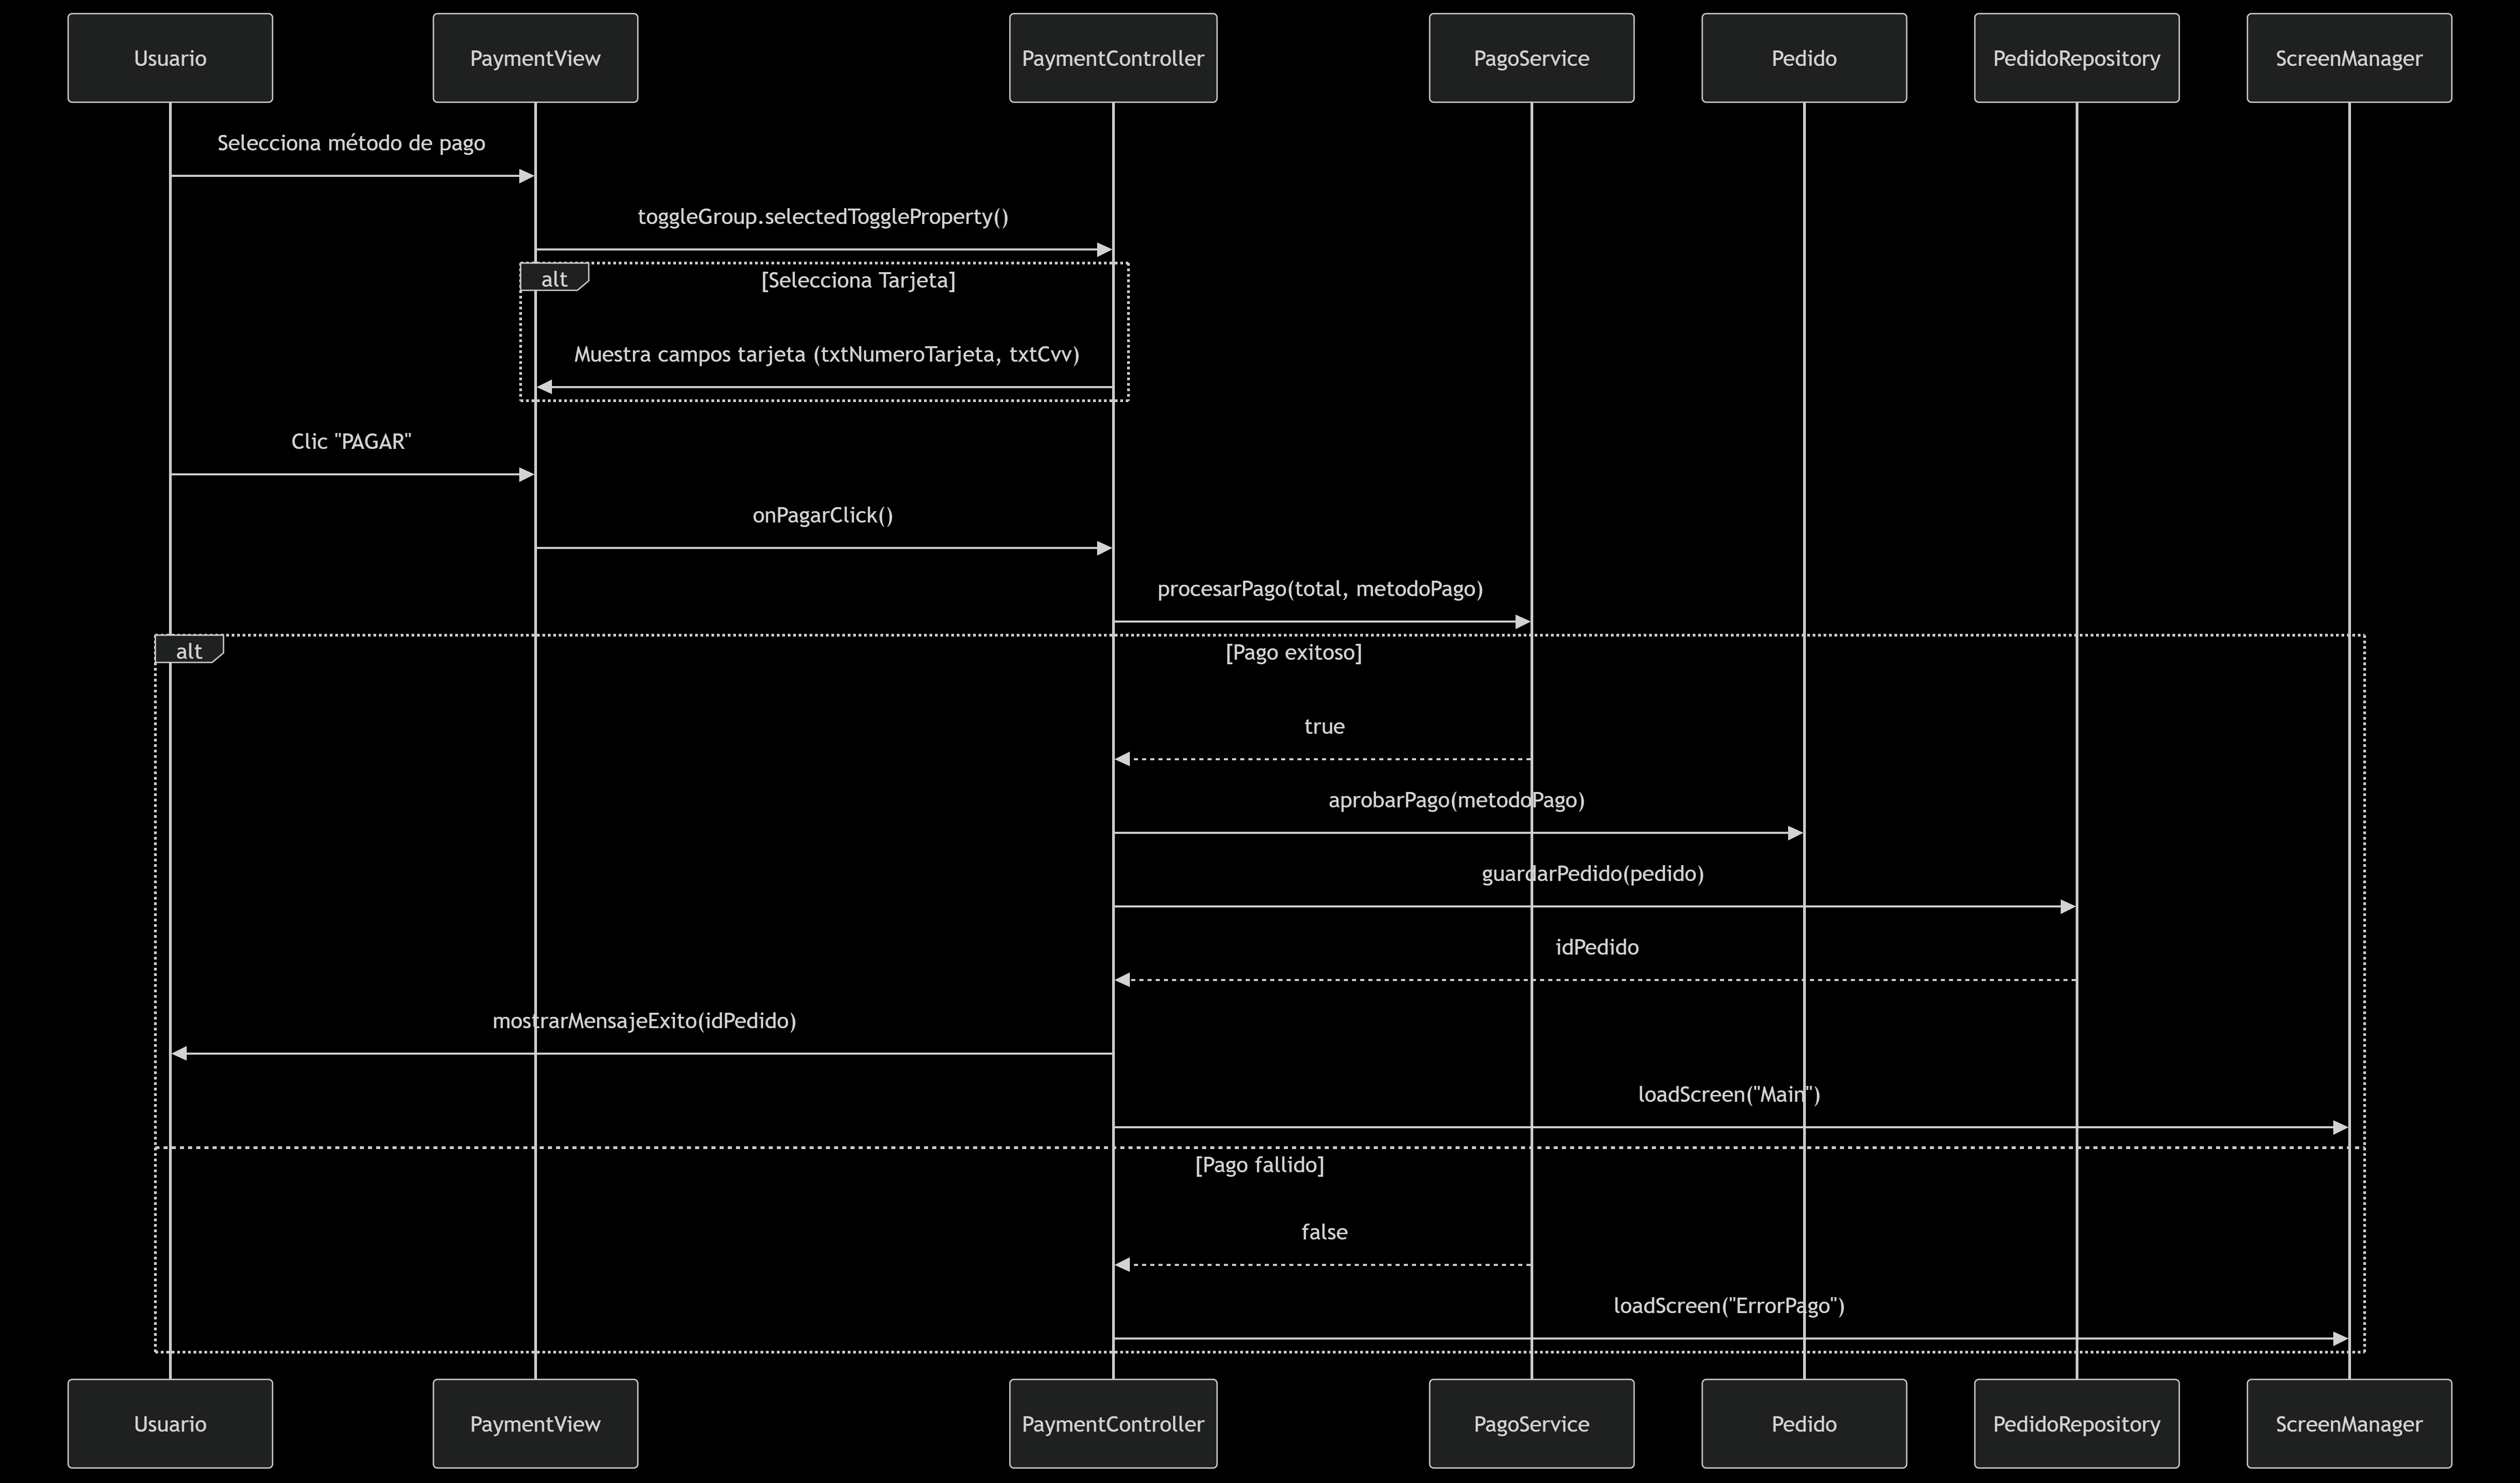 Usuario
PaymentView
PaymentController
PagoService
Pedido
PedidoRepository
ScreenManager
Selecciona método de pago
toggleGroup.selectedToggleProperty()
alt
[Selecciona Tarjeta]
Muestra campos tarjeta (txtNumeroTarjeta, txtCvv)
Clic "PAGAR"
onPagarClick()
procesarPago(total, metodoPago)
alt
[Pago exitoso]
true
aprobarPago(metodoPago)
guardarPedido(pedido)
idPedido
mostrarMensajeExito(idPedido)
loadScreen("Main")
[Pago fallido]
false
loadScreen("ErrorPago")
Usuario
PaymentView
PaymentController
PagoService
Pedido
PedidoRepository
ScreenManager